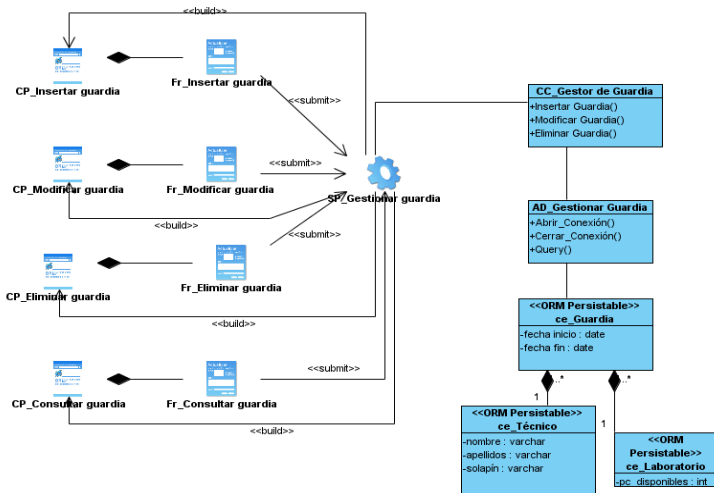 <<build>>
CP_Insertar guardia
Fr_Insertar guardia
<<submit>>
CP_Modificar guardia
Fr_Modificar guardia
<<submit>>
SP_Gestionar guardia
<<build>>
<<submit>>
CP_Eliminar guardia
Fr_Eliminar guardia
<<build>>
CP_Consultar guardia
Fr_Consultar guardia
<<submit>>
<<build>>
CC_Gestor de Guardia
+Insertar Guardia()
+Modificar Guardia()
+Eliminar Guardia()
AD_Gestionar Guardia
+Abrir_Conexión()
+Cerrar_Conexión()
+Query()
<<ORM Persistable>>
ce_Guardia
-fecha inicio : date
-fecha fin : date
..*
..*
1
1
<<ORM Persistable>>
ce_Técnico
-nombre : varchar
-apellidos : varchar
-solapín : varchar
<<ORM
Persistable>>
ce_Laboratorio
-pc_disponibles : int